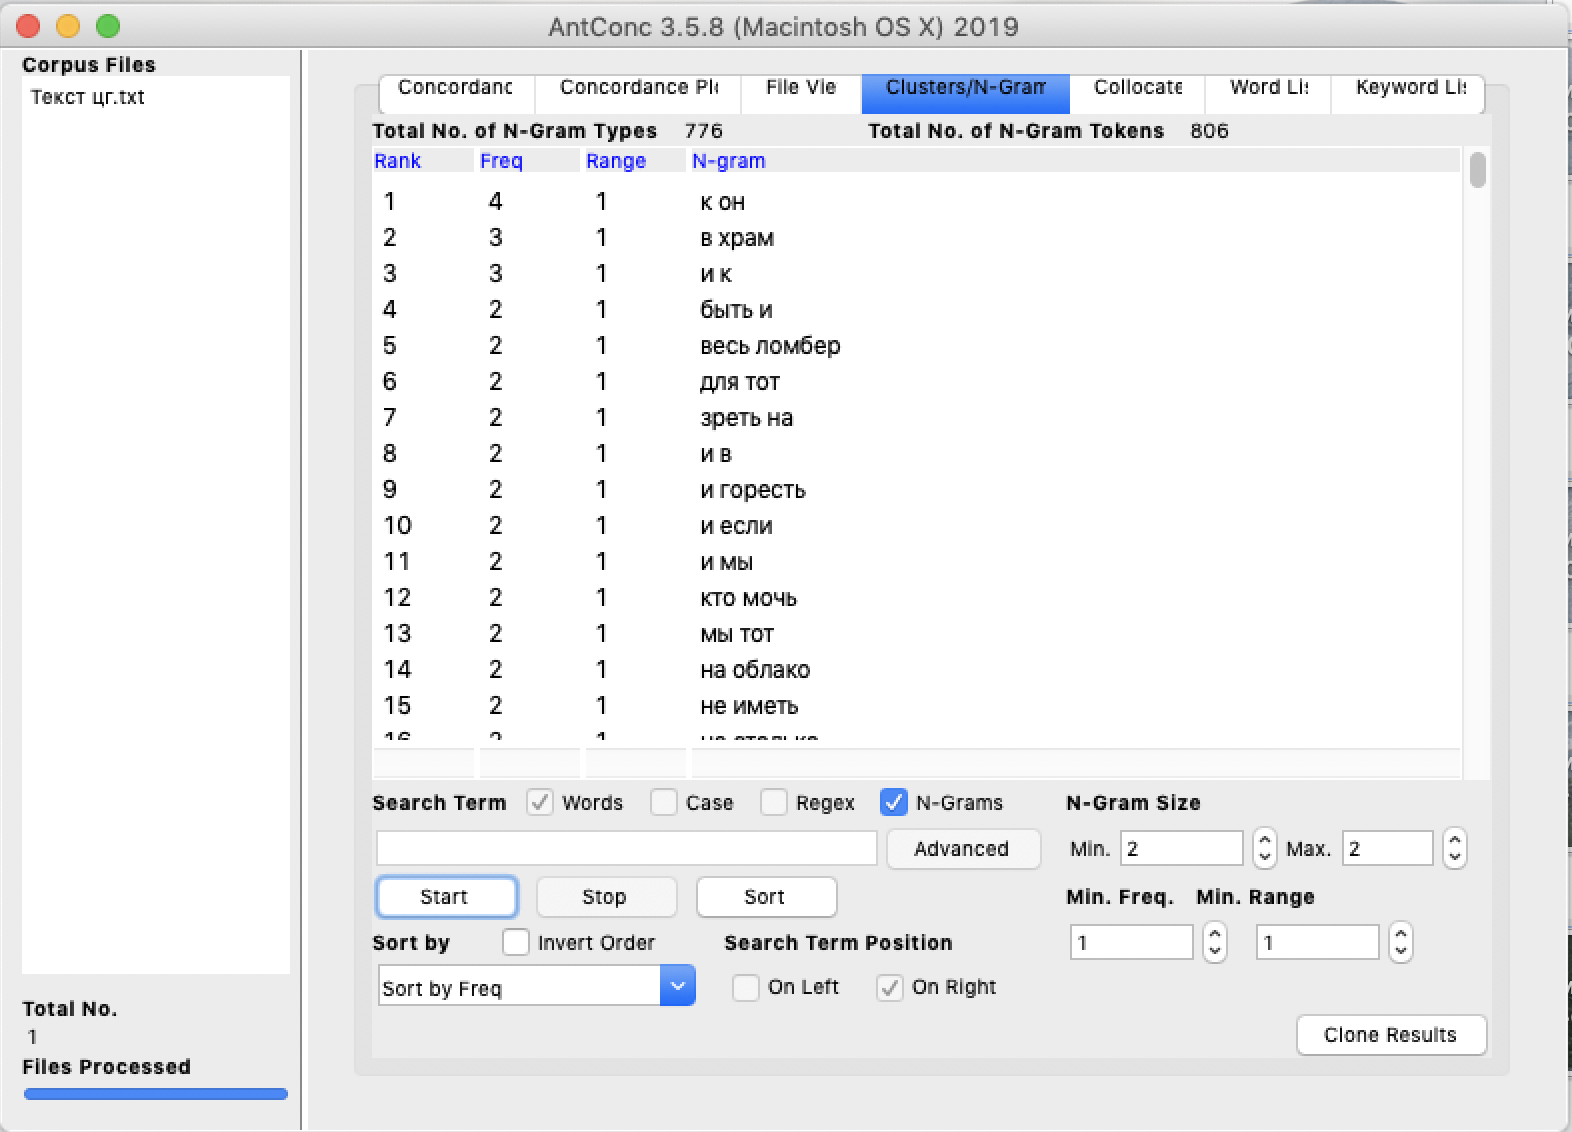 AntConc 3.5.8 (Macintosh OS X) 2019
Corpus Files
Текст цг.txt
Concordanc Concordance Pl File Vie Clusters/N-Gram Collocate Word Lis Keyword Lis
Total No. of N-Gram Types 776 Total No. of N-Gram Tokens 806
Rank Freq Range N-gram
1 4 1 к он
2 3 1 в храм
3 3 1 и к
4 2 1 быть и
5 2 1 весь ломбер
6 2 1 для тот
7 2 1 зреть на
8 2 1 и в
9 2 1 и горесть
10 2 1 и если
11 2 1 и мы
12 2 1 кто мочь
13 2 1 мы тот
14 2 1 на облако
15 2 1 не иметь
16 2 1
Search Term Words Case Regex N-Grams N-Gram Size
Advanced Min. 2 Max. 2
Start Stop Sort Min. Freq. Min. Range
Sort by Invert Order Search Term Position 1 1
Sort by Freq On Left On Right
Total No.
1
Files Processed
Clone Results